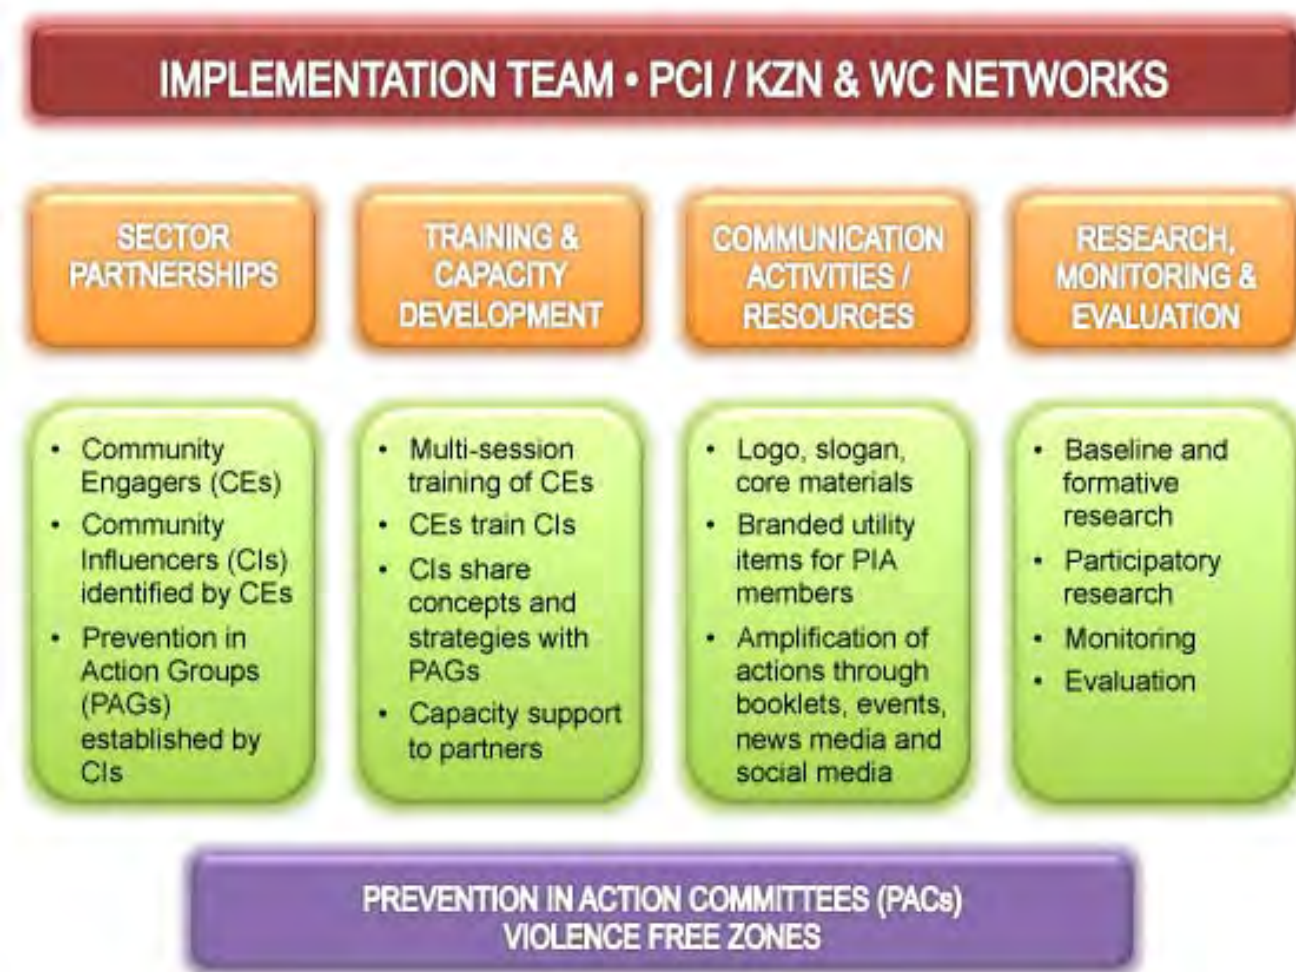 IMPLEMENTATION TEAM • PCI / KZN & WC NETWORKS
SECTOR
PARTNERSHIPS
TRAINING &
CAPACITY
DEVELOPMENT
COMMUNICATION
ACTIVITIES /
RESOURCES
RESEARCH,
MONITORING &
EVALUATION
• Community
Engagers (CEs)
• Community
Influencers (CIs)
identified by CEs
• Prevention in
Action Groups
(PAGs)
established by
CIs
• Multi-session
training of CEs
• CEs train CIs
• CIs share
concepts and
strategies with
PAGs
• Capacity support
to partners
• Logo, slogan,
core materials
• Branded utility
items for PIA
members
• Amplification of
actions through
booklets, events,
news media and
social media
• Baseline and
formative
research
• Participatory
research
• Monitoring
• Evaluation
PREVENTION IN ACTION COMMITTEES (PACs)
VIOLENCE FREE ZONES